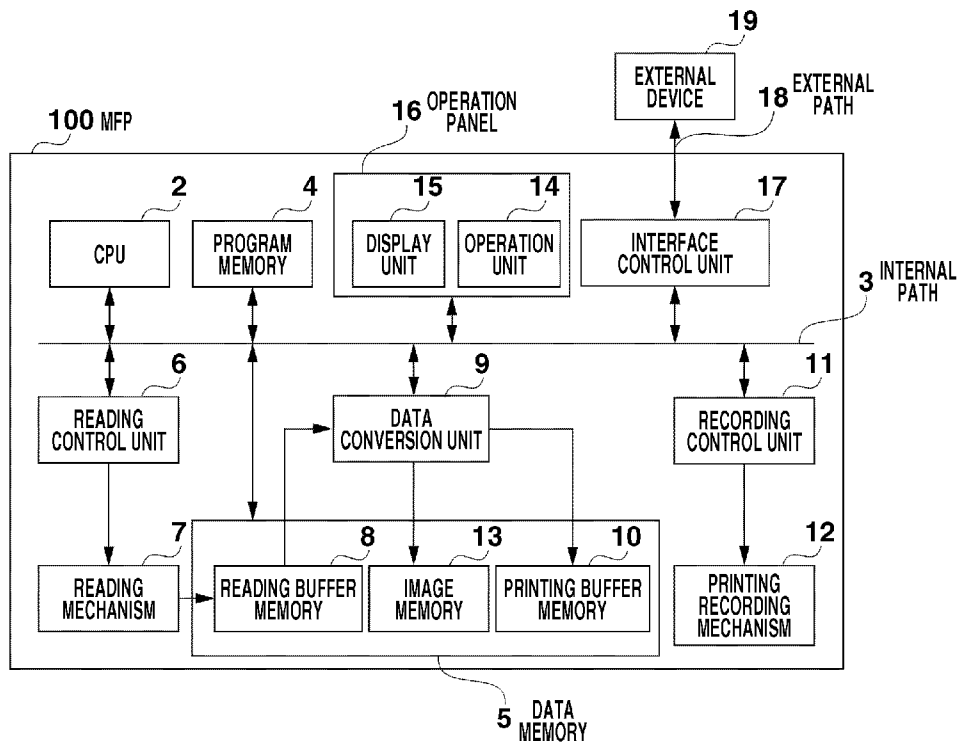 19
EXTERNAL
DEVICE
18 EXTERNAL
PATH
16 OPERATION
PANEL
100 MFP
2
CPU
4
PROGRAM
MEMORY
15
DISPLAY
UNIT
14
OPERATION
UNIT
17
INTERFACE
CONTROL UNIT
3 INTERNAL
PATH
6
READING
CONTROL UNIT
9
DATA
CONVERSION UNIT
11
RECORDING
CONTROL UNIT
7
READING
MECHANISM
8
READING BUFFER
MEMORY
13
IMAGE
MEMORY
10
PRINTING BUFFER
MEMORY
12
PRINTING
RECORDING
MECHANISM
5 DATA
MEMORY